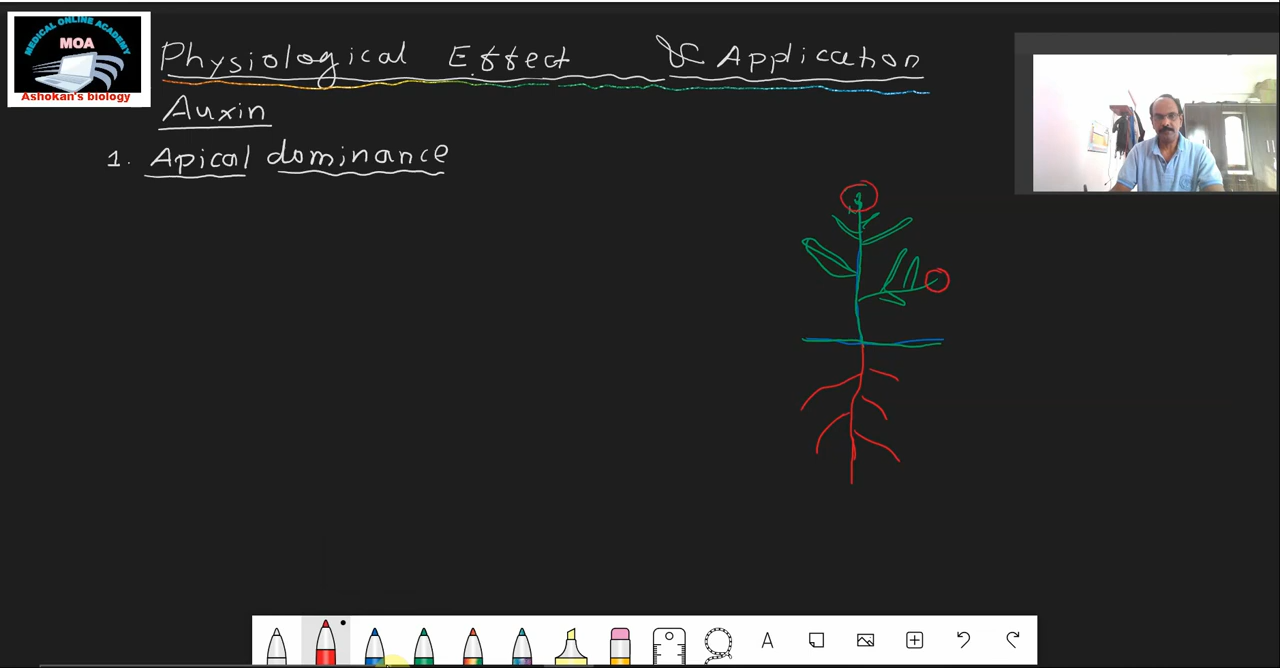 MEDICAL ONLINE ACADEMY
MOA
Ashokan's biology
Physiological Effect & Application
Auxin
1. Apical dominance
A